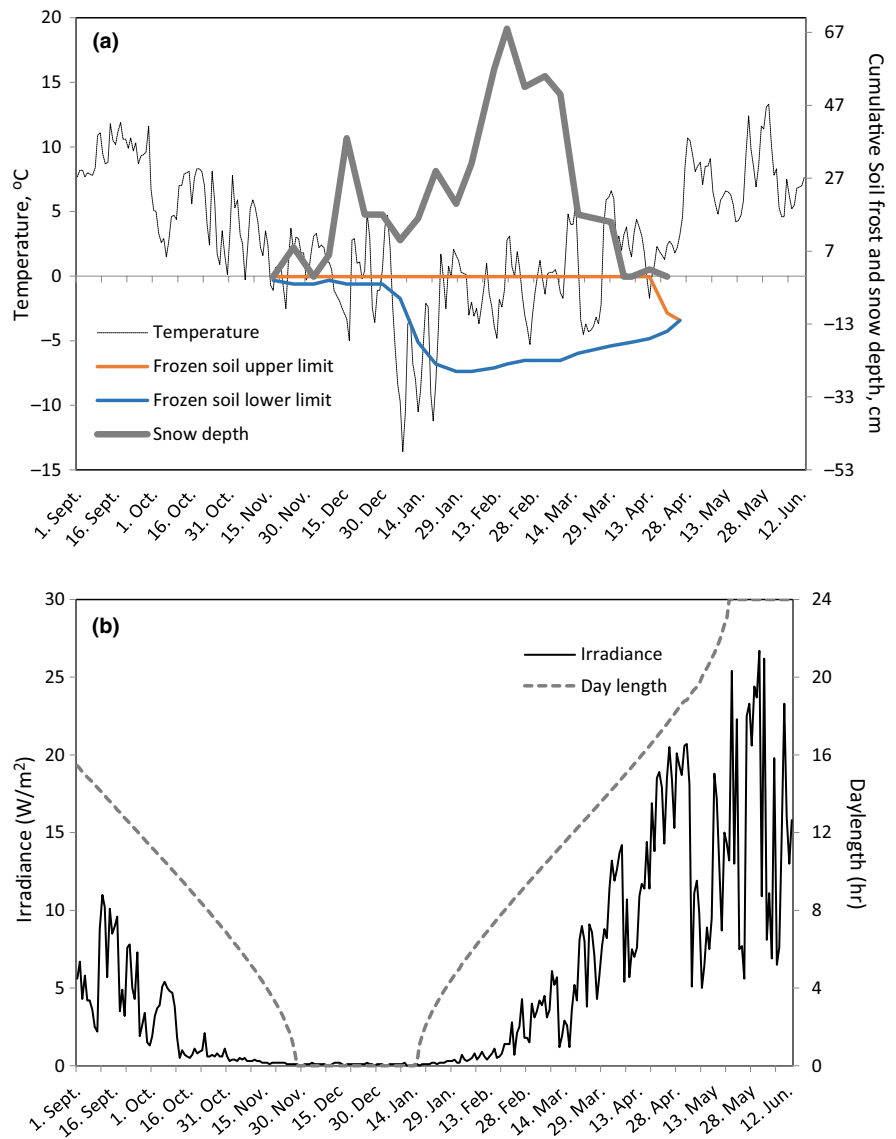 (a)
Temperature, ºC
20
15
10
5
0
−5
−10
−15
67
47
27
7
−13
−33
−53
Cumulative Soil frost and snow depth, cm
Temperature
Frozen soil upper limit
Frozen soil lower limit
Snow depth
1. Sept.
16. Sept.
1. Oct.
16. Oct.
31. Oct.
15. Nov.
30. Nov.
15. Dec
30. Dec
14. Jan.
29. Jan.
13. Feb.
28. Feb.
14. Mar.
29. Mar.
13. Apr.
28. Apr.
13. May
28. May
12. Jun.
(b)
Irradiance (W/m²)
30
25
20
15
10
5
0
24
20
16
12
8
4
0
Daylength (hr)
Irradiance
Day length
1. Sept.
16. Sept.
1. Oct.
16. Oct.
31. Oct.
15. Nov.
30. Nov.
15. Dec
30. Dec
14. Jan.
29. Jan.
13. Feb.
28. Feb.
14. Mar.
29. Mar.
13. Apr.
28. Apr.
13. May
28. May
12. Jun.